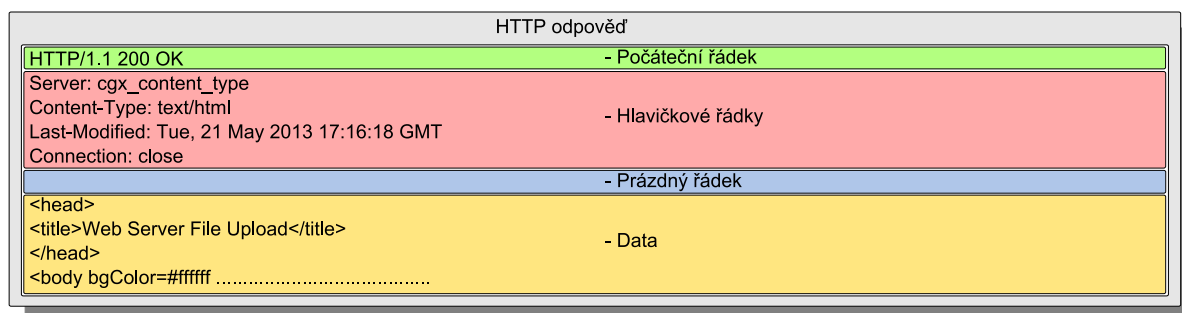 HTTP odpověď
HTTP/1.1 200 OK - Počáteční řádek
Server: cgx_content_type
Content-Type: text/html
- Hlavičkové řádky
Last-Modified: Tue, 21 May 2013 17:16:18 GMT
Connection: close
- Prázdný řádek
<head>
<title>Web Server File Upload</title>
- Data
</head>
<body bgColor=#ffffff .......................................